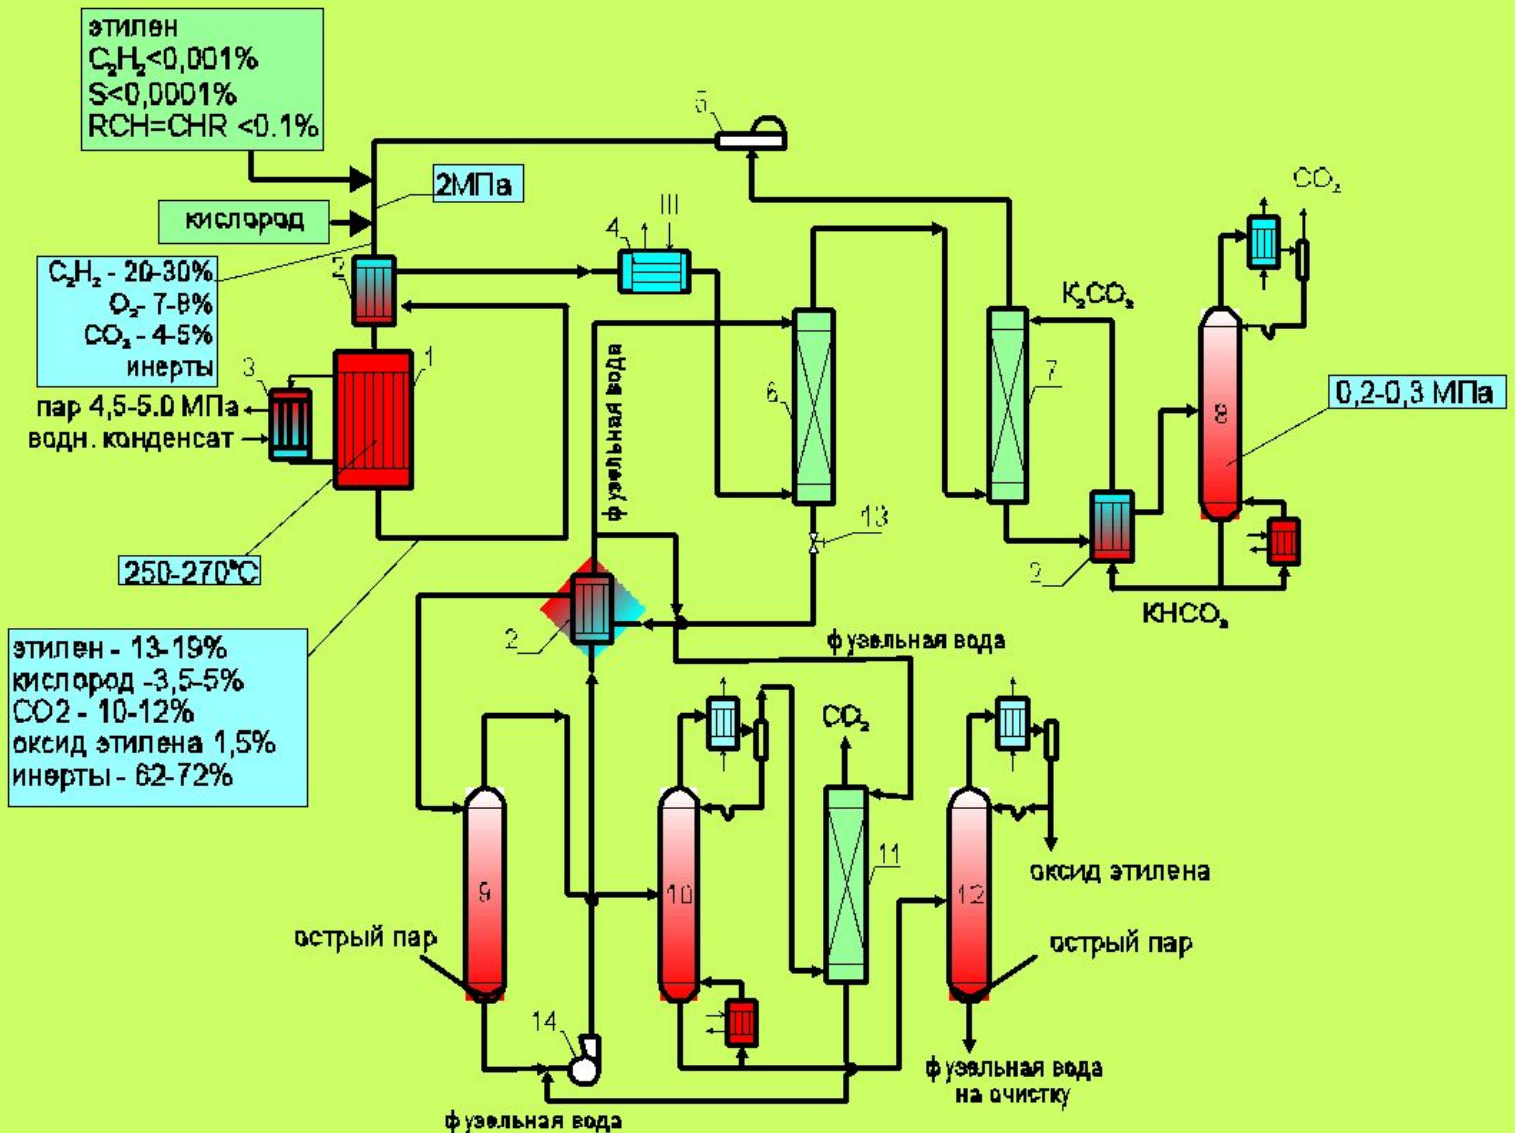 этилен
C₂H₂<0,001%
S<0,0001%
RCH=CHR <0.1%
5
2МПа
кислород
III
4
CO₂
C₂H₂ - 20-30%
O₂- 7-8%
CO₂ - 4-5%
инерты
2
K₂CO₃
3
1
6
7
8
0,2-0,3 МПа
пар 4,5-5.0 МПа
водн. конденсат
фузельная вода
13
250-270°C
2
KHCO₃
этилен - 13-19%
кислород -3,5-5%
CO2 - 10-12%
оксид этилена 1,5%
инерты - 62-72%
2
фузельная вода
CO₂
9
10
11
12
оксид этилена
острый пар
острый пар
14
фузельная вода
на очистку
фузельная вода